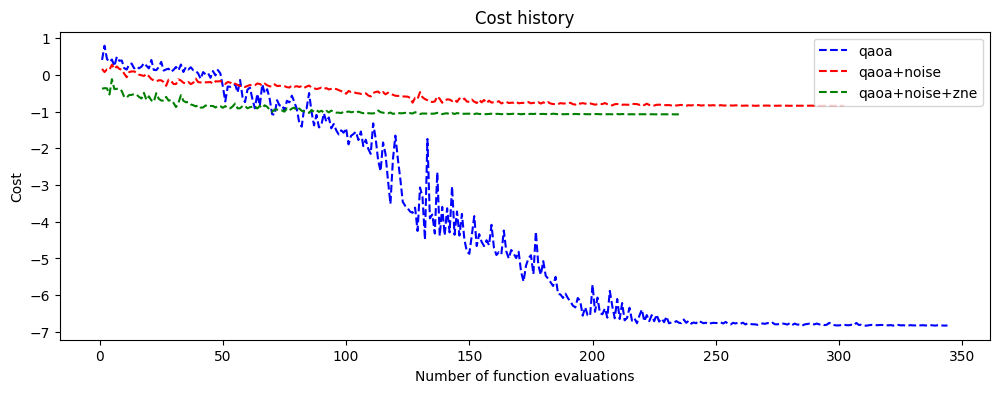 Cost history
1
0
−1
−2
−3
−4
−5
−6
−7
Cost
qaoa
qaoa+noise
qaoa+noise+zne
0
50
100
150
200
250
300
350
Number of function evaluations